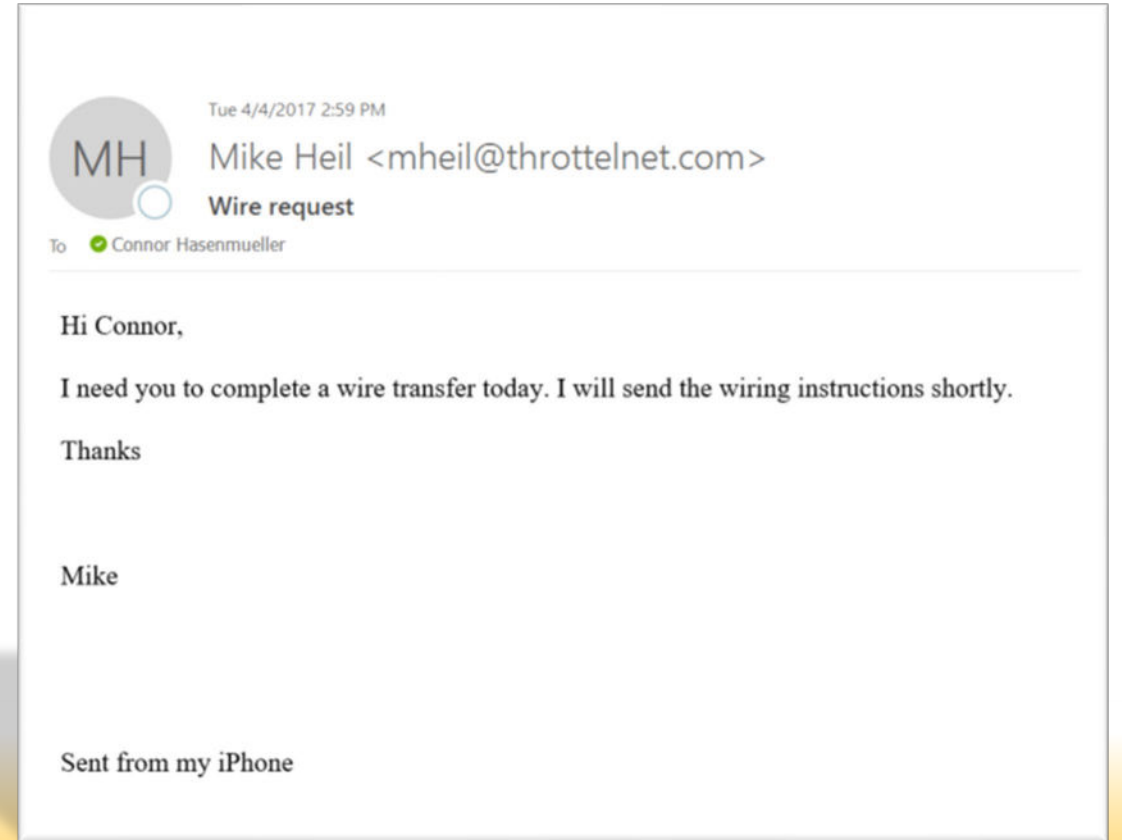 Tue 4/4/2017 2:59 PM
MH
Mike Heil <mheil@throttelnet.com>
Wire request
To Connor Hasenmueller
Hi Connor,
I need you to complete a wire transfer today. I will send the wiring instructions shortly.
Thanks
Mike
Sent from my iPhone